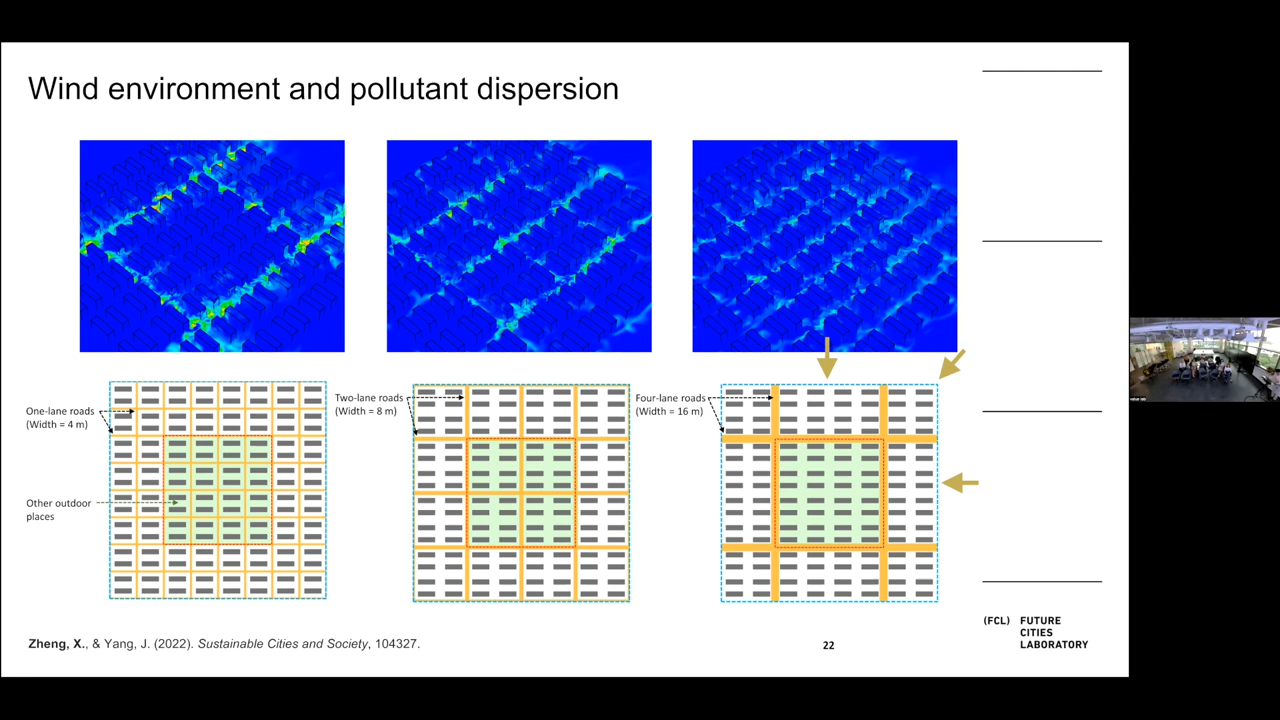 Wind environment and pollutant dispersion
One-lane roads
(Width = 4 m)
Other outdoor
places
Two-lane roads
(Width = 8 m)
Four-lane roads
(Width = 16 m)
Zheng, X., & Yang, J. (2022). Sustainable Cities and Society, 104327.
22
(FCL) FUTURE
CITIES
LABORATORY